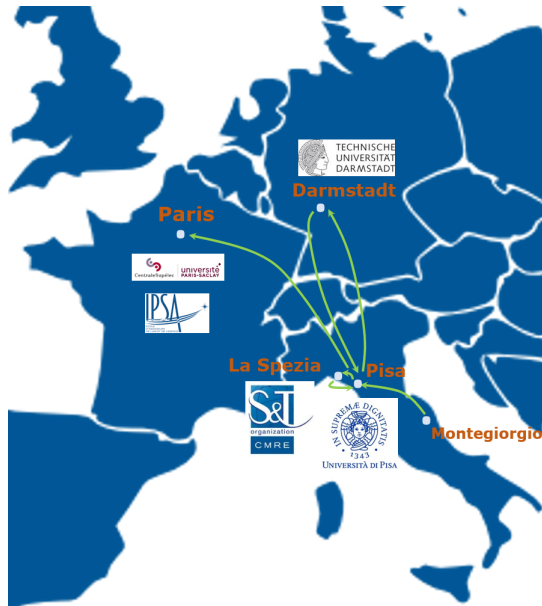 TECHNISCHE
UNIVERSITÄT
DARMSTADT
Darmstadt
Paris
CentraleSupélec
université
PARIS-SACLAY
IPSA
La Spezia
Pisa
S&T
organization
CMRE
IN SUPREMÆ DIGNITATIS
1343
UNIVERSITÀ DI PISA
Montegiorgio